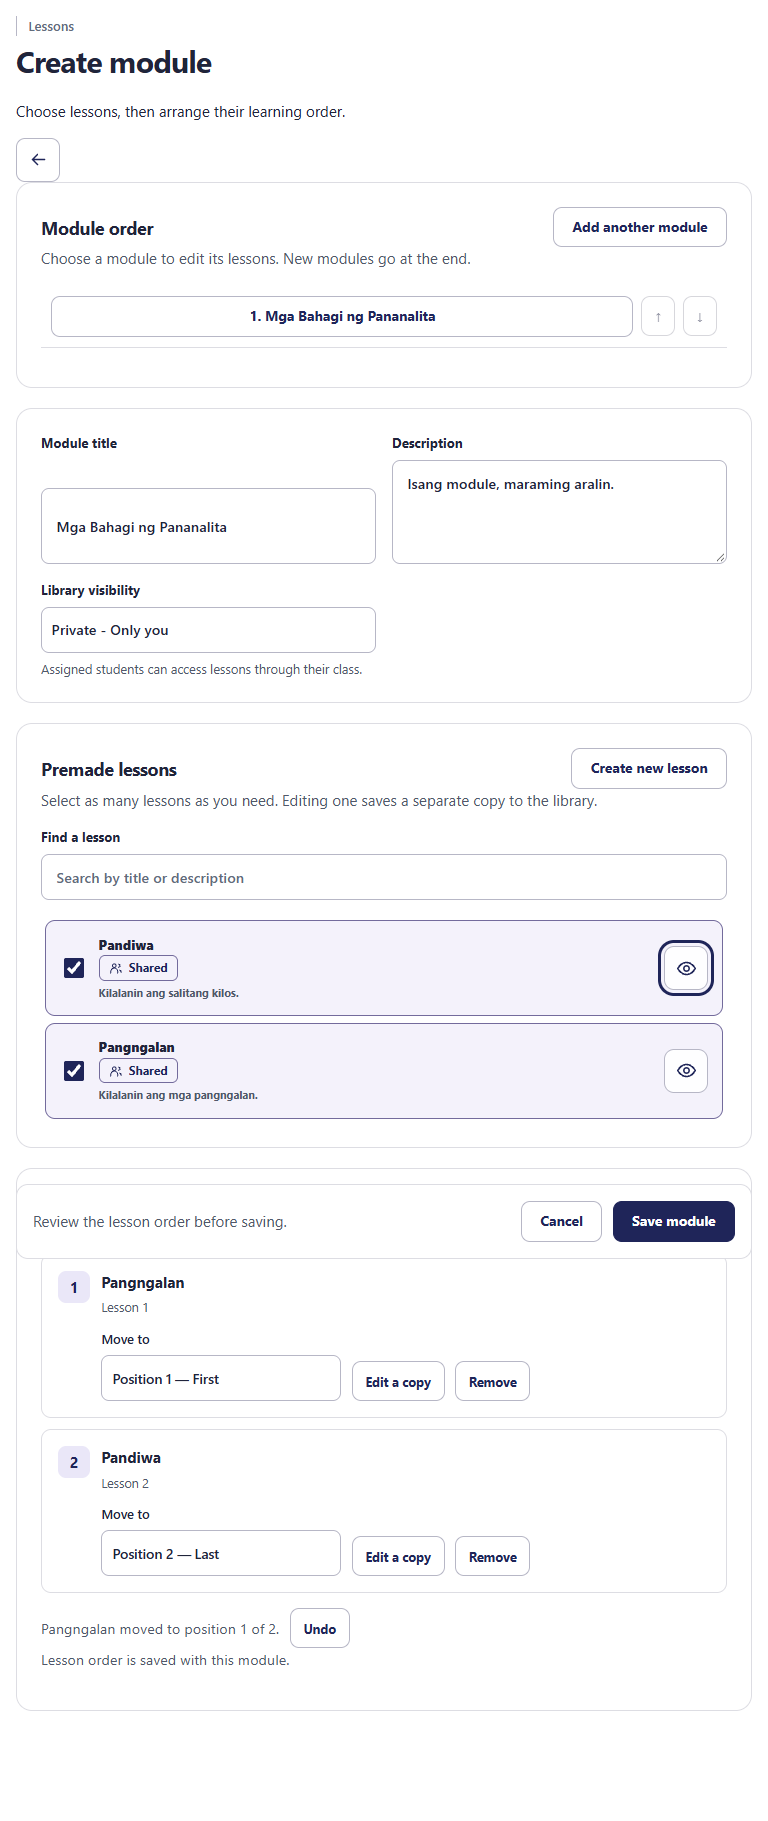 Lessons
Create module
Choose lessons, then arrange their learning order.
Module order
Add another module
Choose a module to edit its lessons. New modules go at the end.
1. Mga Bahagi ng Pananalita
↑ ↓
Module title
Description
Mga Bahagi ng Pananalita
Isang module, maraming aralin.
Library visibility
Private - Only you
Assigned students can access lessons through their class.
Premade lessons
Create new lesson
Select as many lessons as you need. Editing one saves a separate copy to the library.
Find a lesson
Search by title or description
Pandiwa
Shared
Kilalanin ang salitang kilos.
Pangngalan
Shared
Kilalanin ang mga pangngalan.
Review the lesson order before saving.
Cancel
Save module
1 Pangngalan
Lesson 1
Move to
Position 1 — First
Edit a copy
Remove
2 Pandiwa
Lesson 2
Move to
Position 2 — Last
Edit a copy
Remove
Pangngalan moved to position 1 of 2.
Undo
Lesson order is saved with this module.